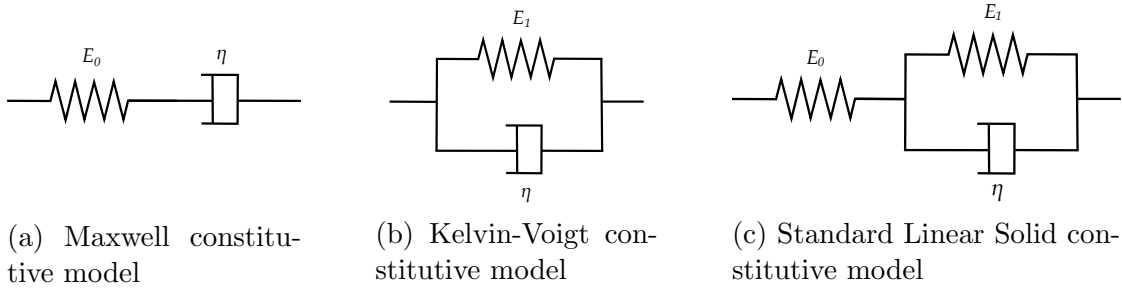 E₀
η
E₁
η
E₀
E₁
η
(a) Maxwell constitu-
tive model
(b) Kelvin-Voigt con-
stitutive model
(c) Standard Linear Solid con-
stitutive model